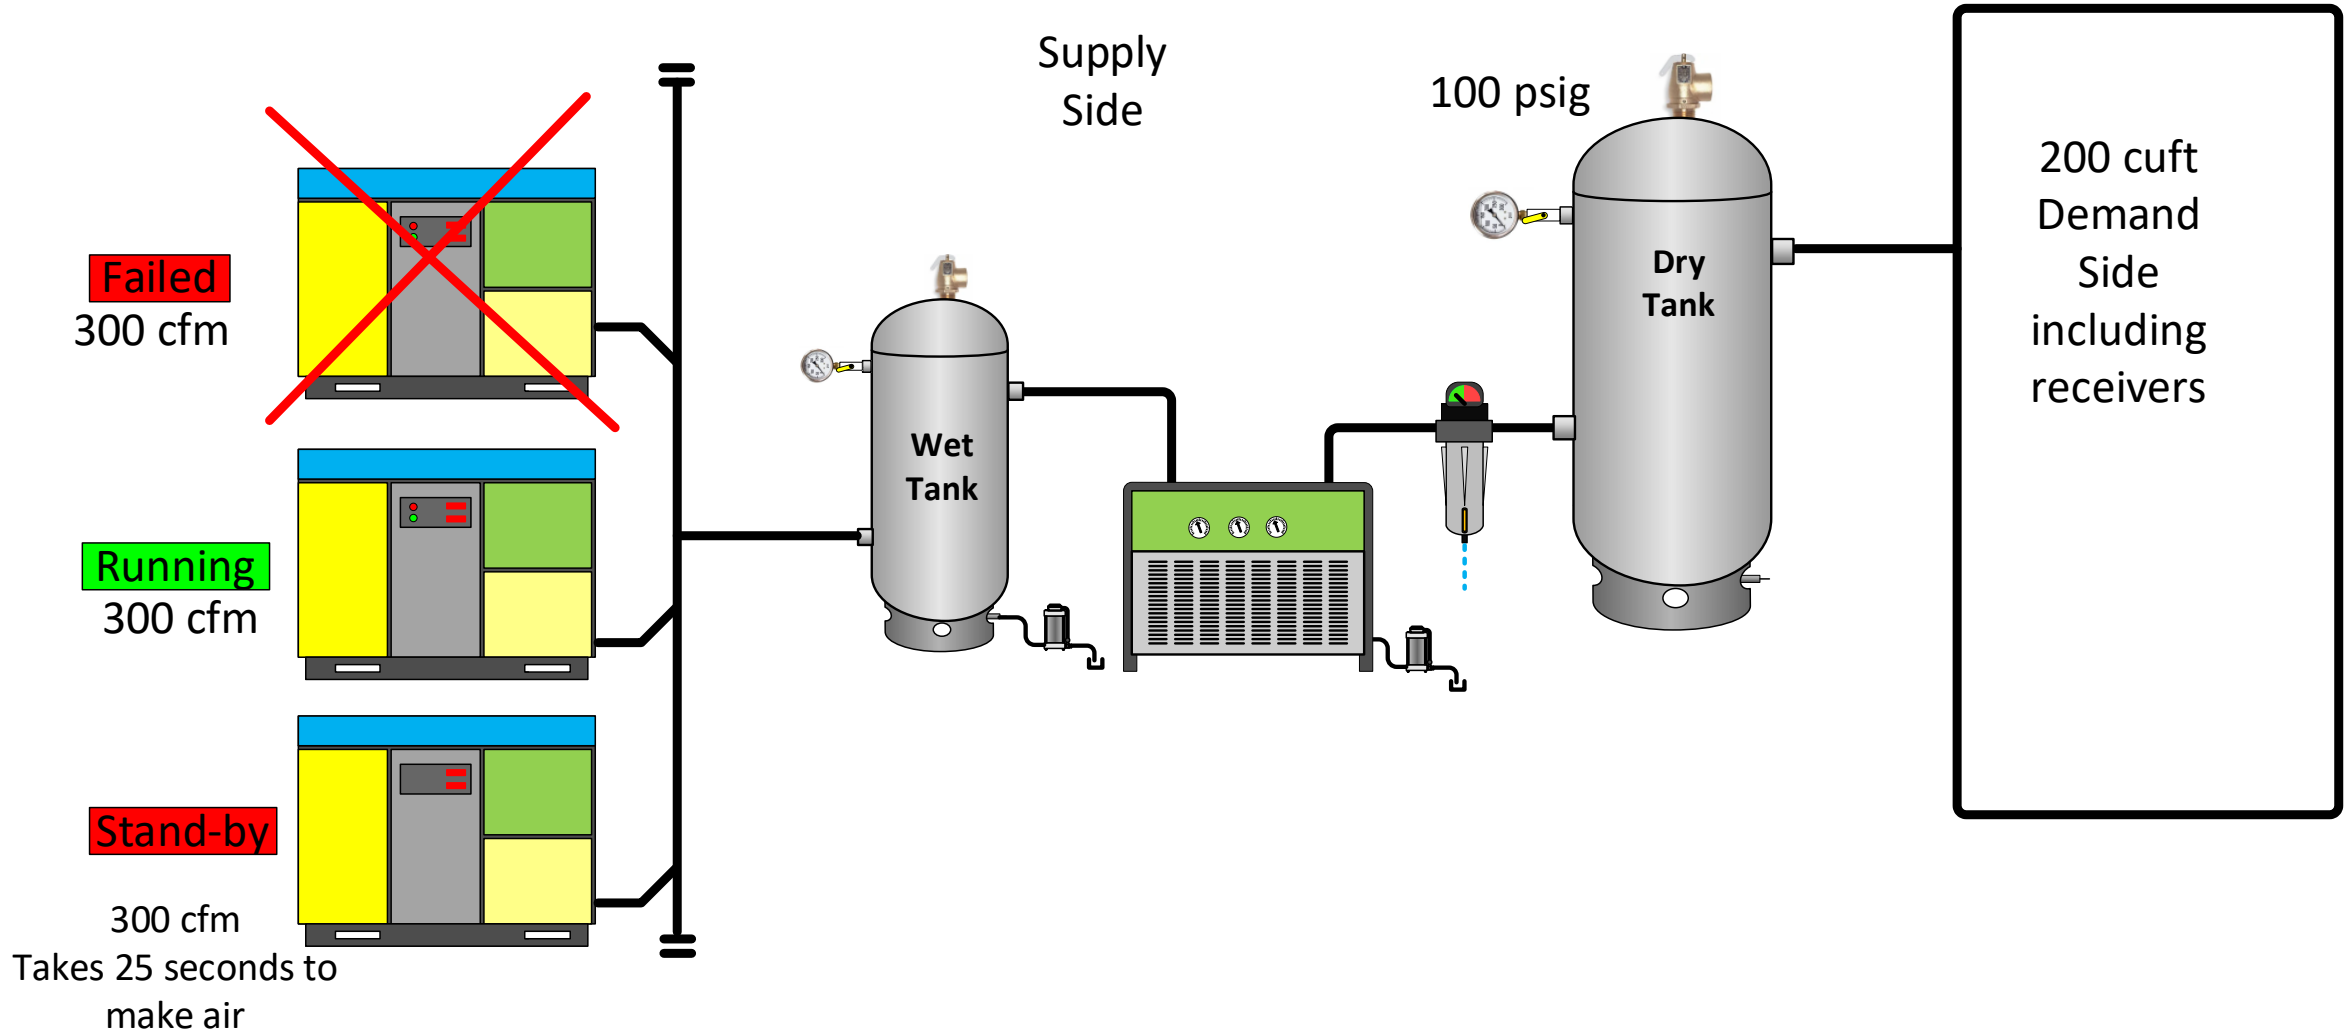 Supply
Side
100 psig
200 cuft
Demand
Side
including
receivers
Failed
300 cfm
Dry
Tank
Wet
Tank
Running
300 cfm
Stand-by
300 cfm
Takes 25 seconds to
make air